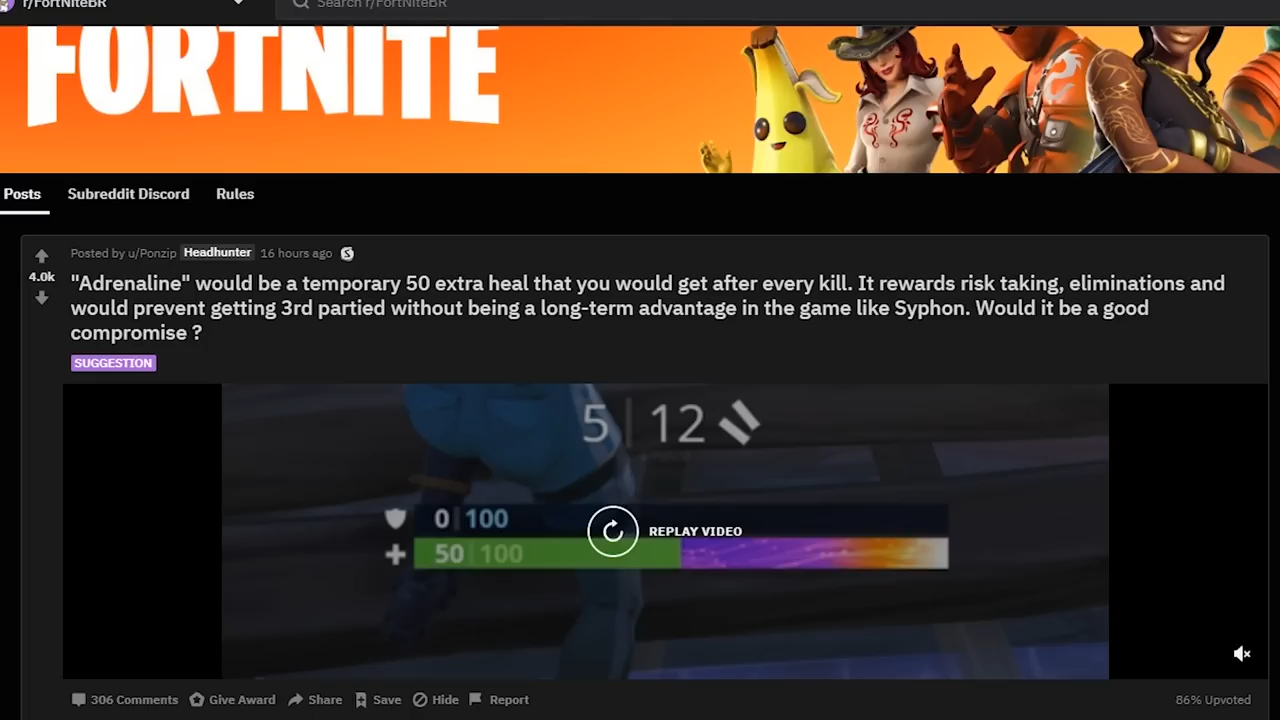 r/FortNiteBR
Search r/FortNiteBR
FORTNITE
Posts Subreddit Discord Rules
Posted by u/Ponzip Headhunter 16 hours ago S
4.0k
"Adrenaline" would be a temporary 50 extra heal that you would get after every kill. It rewards risk taking, eliminations and
would prevent getting 3rd partied without being a long-term advantage in the game like Syphon. Would it be a good
compromise ?
SUGGESTION
5 | 12
0 | 100
REPLAY VIDEO
50 | 100
306 Comments Give Award Share Save Hide Report 86% Upvoted